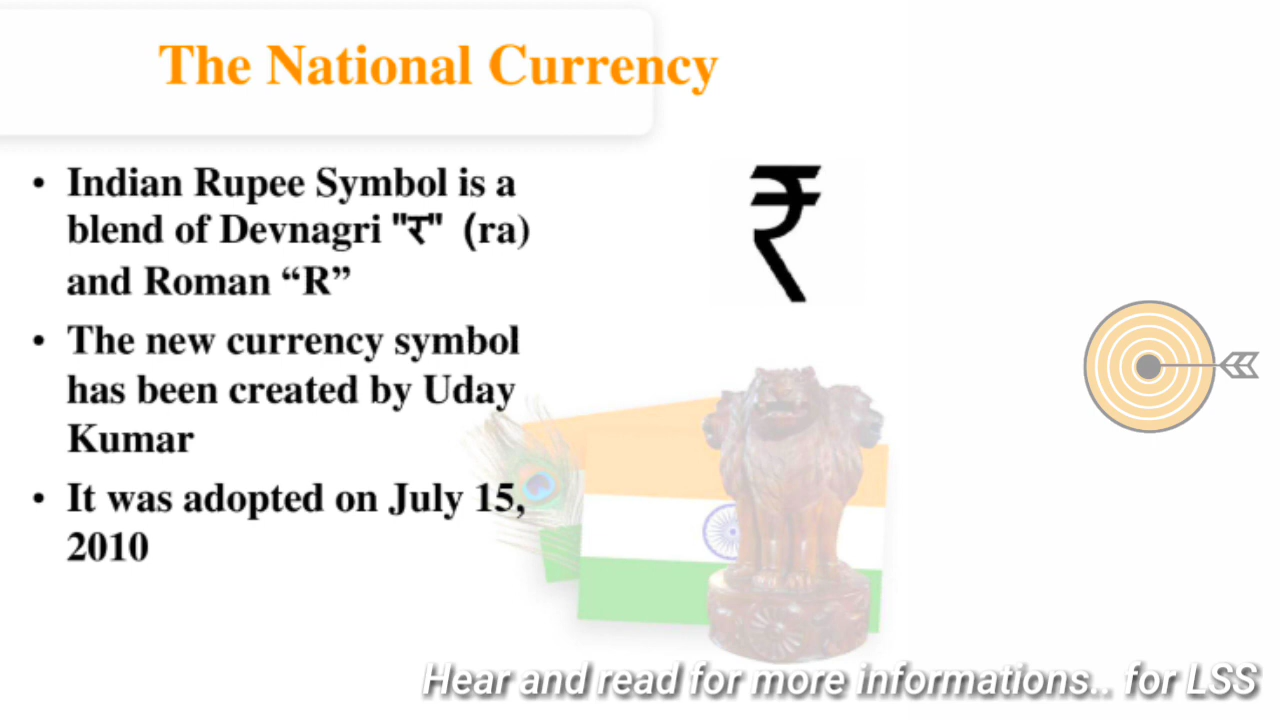 The National Currency
• Indian Rupee Symbol is a
blend of Devnagri "र" (ra)
and Roman “R”
• The new currency symbol
has been created by Uday
Kumar
• It was adopted on July 15,
2010
₹
Hear and read for more informations.. for LSS